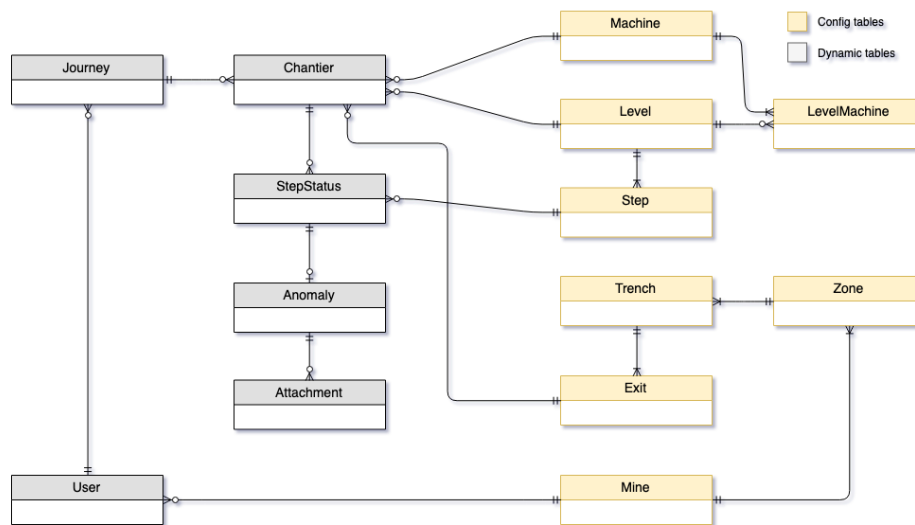 Machine
Config tables
Journey
Chantier
Dynamic tables
Level
LevelMachine
StepStatus
Step
Anomaly
Trench
Zone
Attachment
Exit
User
Mine